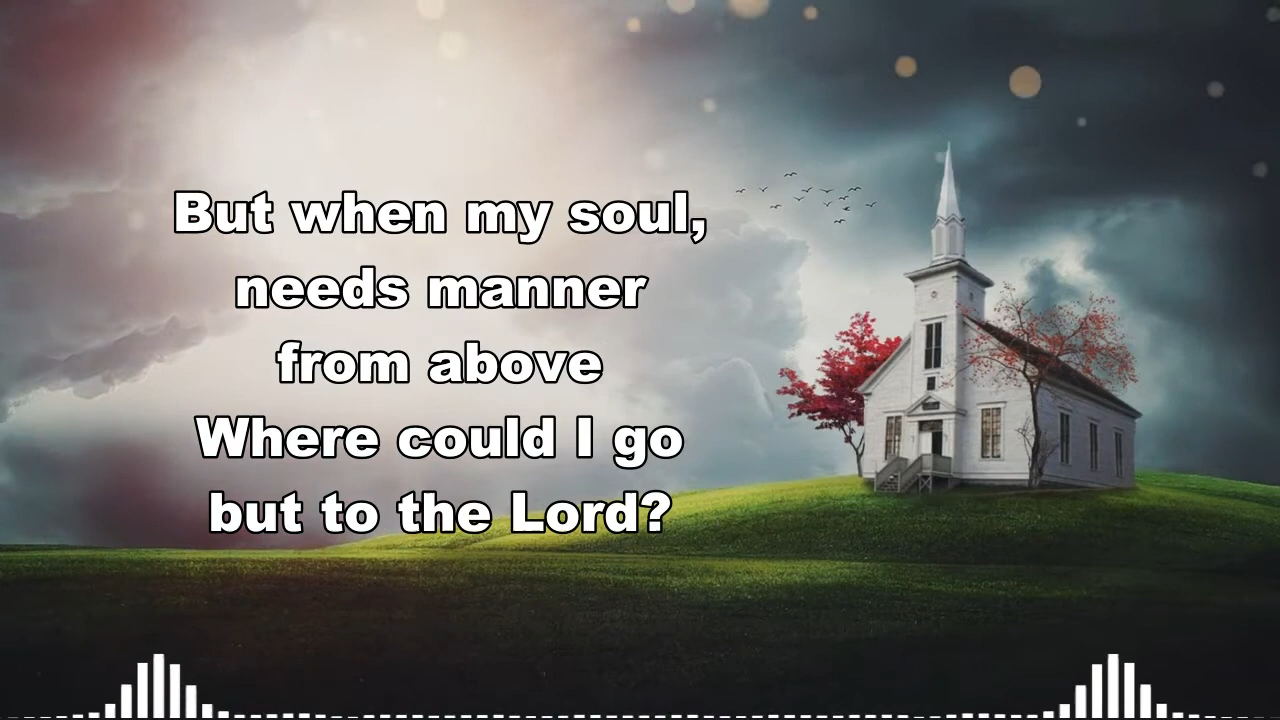 But when my soul,
needs manner
from above
Where could I go
but to the Lord?